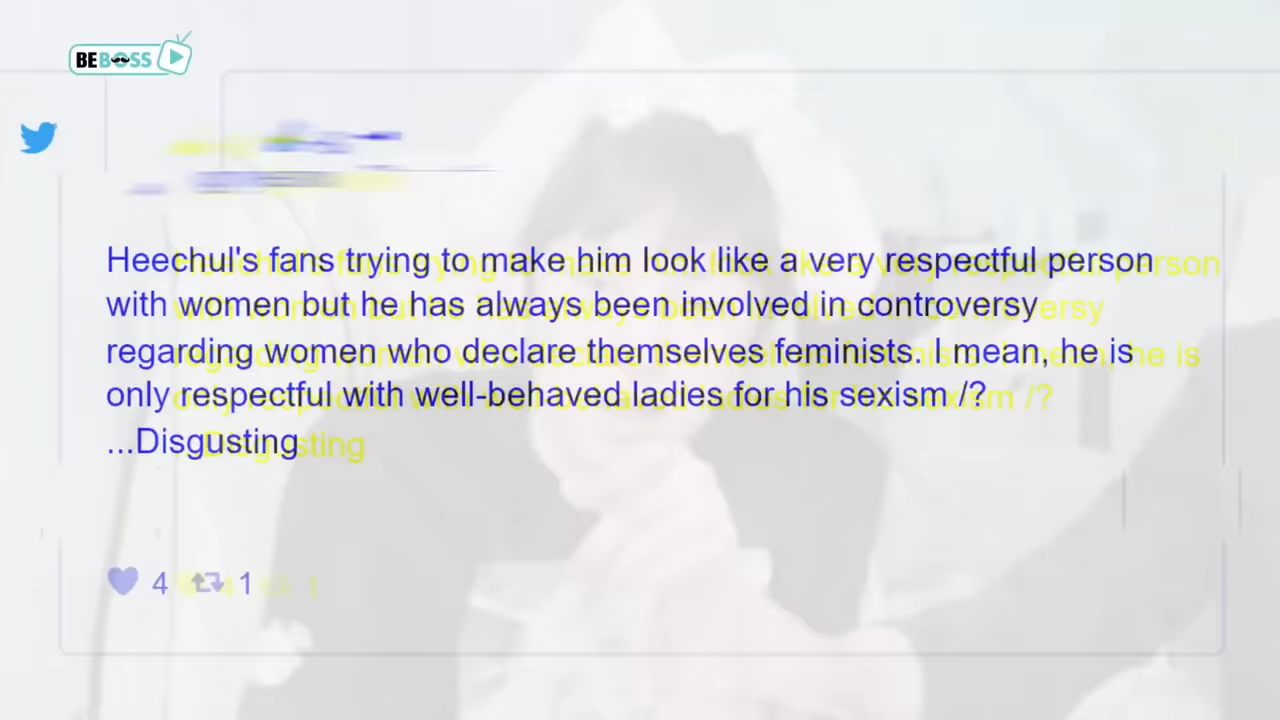 BEBOSS
Heechul's fans trying to make him look like a very respectful person
with women but he has always been involved in controversy
regarding women who declare themselves feminists. I mean, he is
only respectful with well-behaved ladies for his sexism /?
...Disgusting
4 1